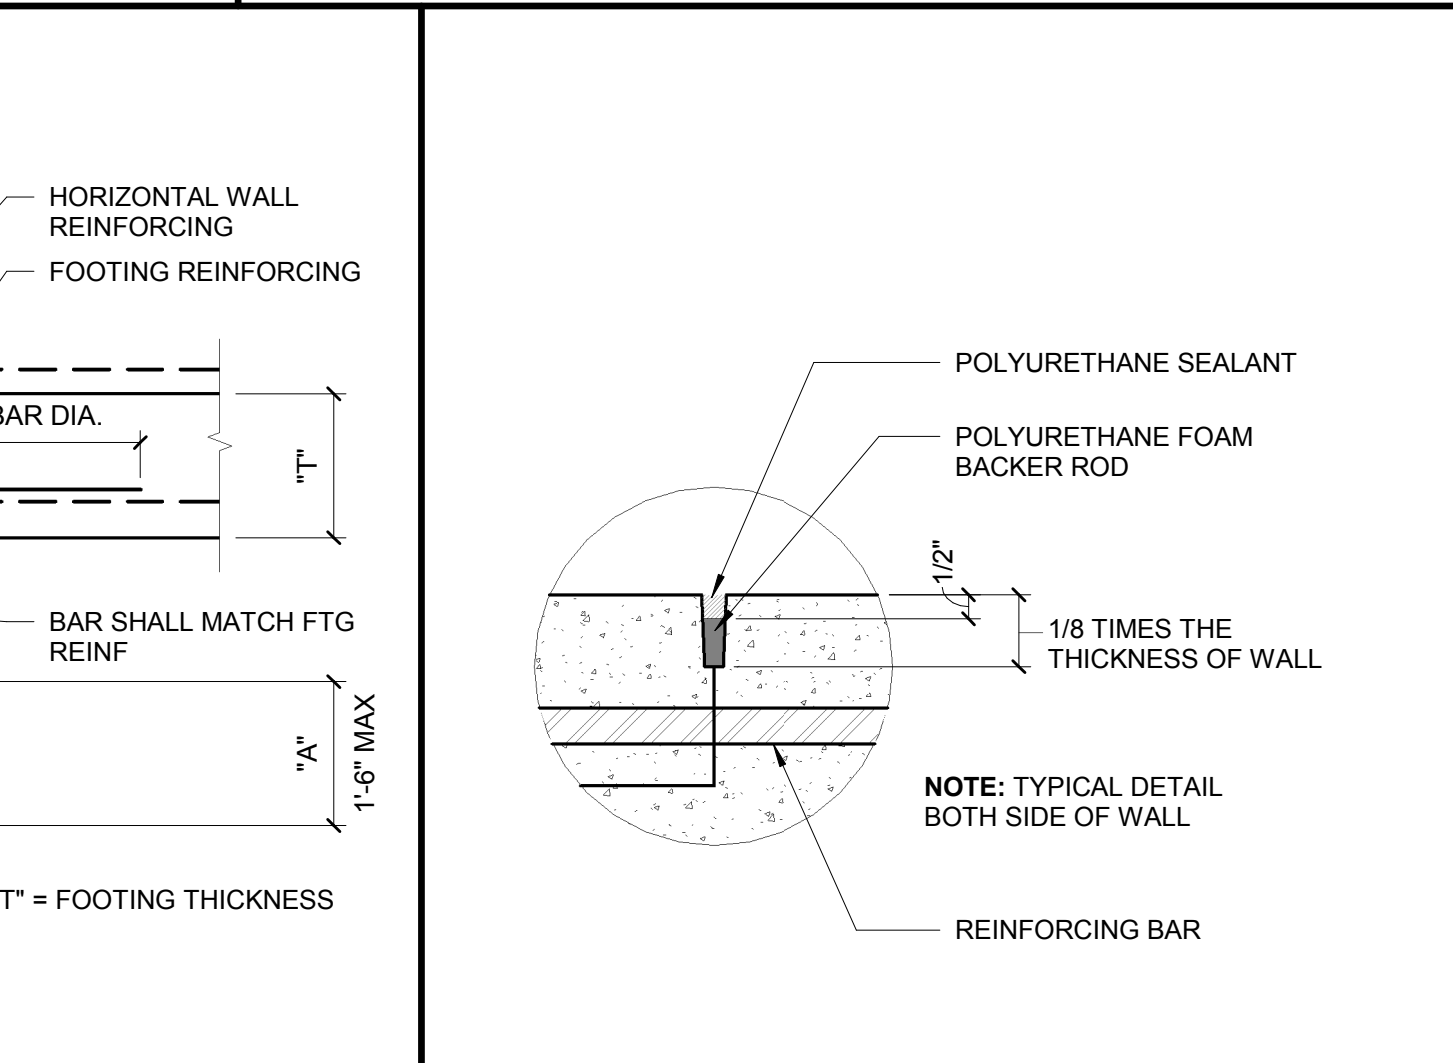 HORIZONTAL WALL
REINFORCING
FOOTING REINFORCING
BAR DIA.
"T"
BAR SHALL MATCH FTG
REINF
"A"
1'-6" MAX
T" = FOOTING THICKNESS
POLYURETHANE SEALANT
POLYURETHANE FOAM
BACKER ROD
1/2"
1/8 TIMES THE
THICKNESS OF WALL
NOTE: TYPICAL DETAIL
BOTH SIDE OF WALL
REINFORCING BAR